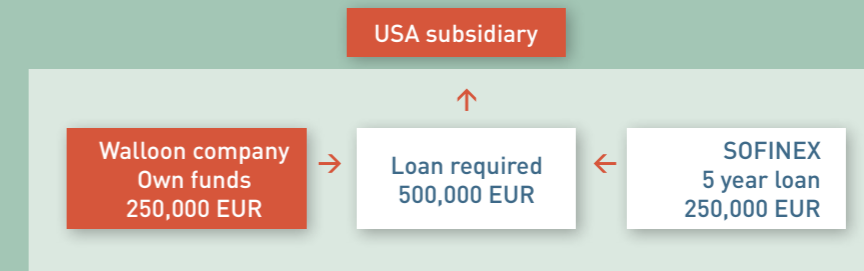 USA subsidiary
Walloon company
Own funds
250,000 EUR
Loan required
500,000 EUR
SOFINEX
5 year loan
250,000 EUR